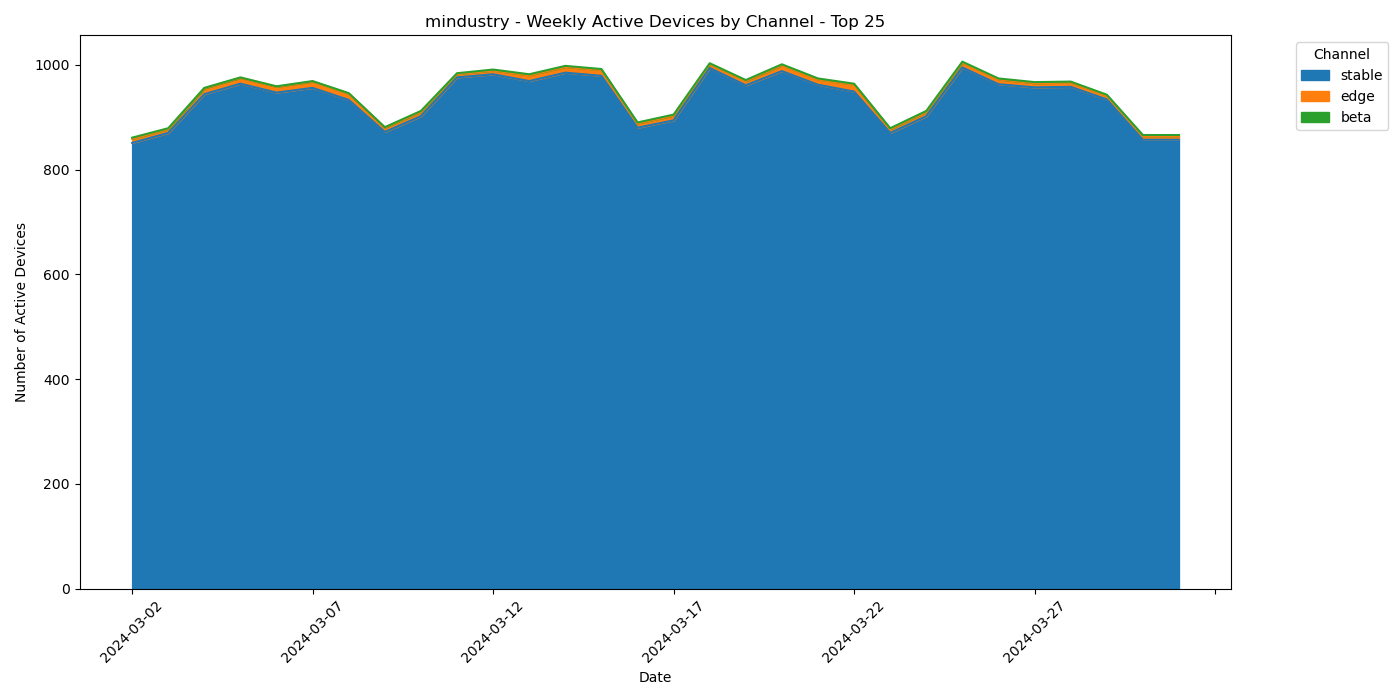 mindustry - Weekly Active Devices by Channel - Top 25
Channel
stable
edge
beta
Number of Active Devices
1000
800
600
400
200
0
2024-03-02
2024-03-07
2024-03-12
2024-03-17
2024-03-22
2024-03-27
Date